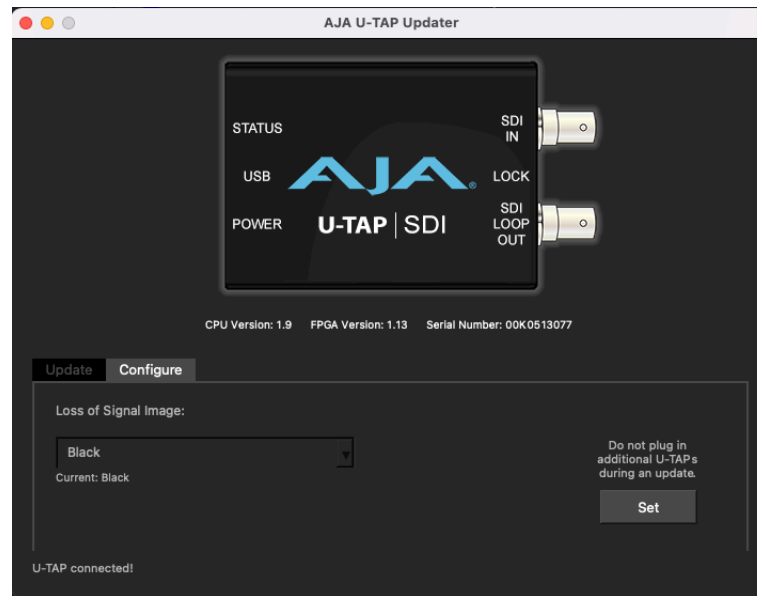 AJA U-TAP Updater
STATUS
SDI
IN
USB
AJA®
LOCK
POWER
U-TAP | SDI
SDI
LOOP
OUT
CPU Version: 1.9 FPGA Version: 1.13 Serial Number: 00K0513077
Update Configure
Loss of Signal Image:
Black
Current: Black
Do not plug in
additional U-TAPs
during an update.
Set
U-TAP connected!